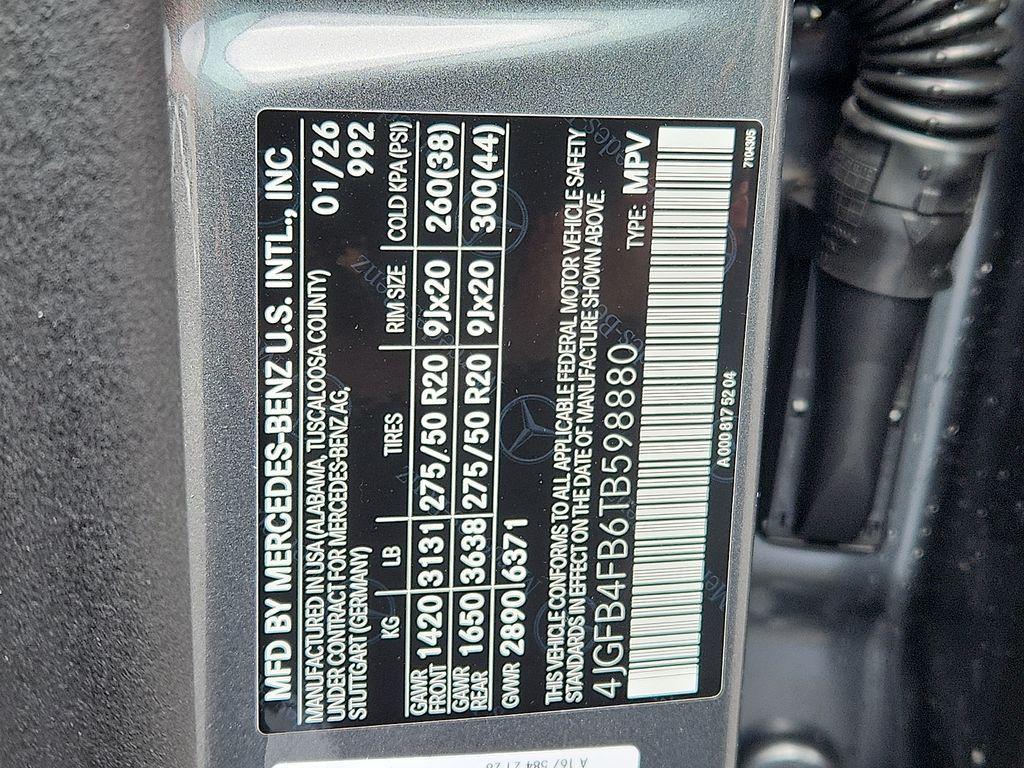 MFD BY MERCEDES-BENZ U.S. INTL., INC
MANUFACTURED IN USA (ALABAMA, TUSCALOOSA COUNTY) 01/26
UNDER CONTRACT FOR MERCEDES-BENZ AG,
STUTTGART (GERMANY) 992
KG LB TIRES RIM SIZE COLD KPA (PSI)
GAWR FRONT 1420 3131 275/50 R20 9Jx20 260(38)
GAWR REAR 1650 3638 275/50 R20 9Jx20 300(44)
GVWR 2890 6371
THIS VEHICLE CONFORMS TO ALL APPLICABLE FEDERAL MOTOR VEHICLE SAFETY
STANDARDS IN EFFECT ON THE DATE OF MANUFACTURE SHOWN ABOVE.
4JGFB4FB6TB598880 TYPE: MPV
A 000 817 52 04
7104305